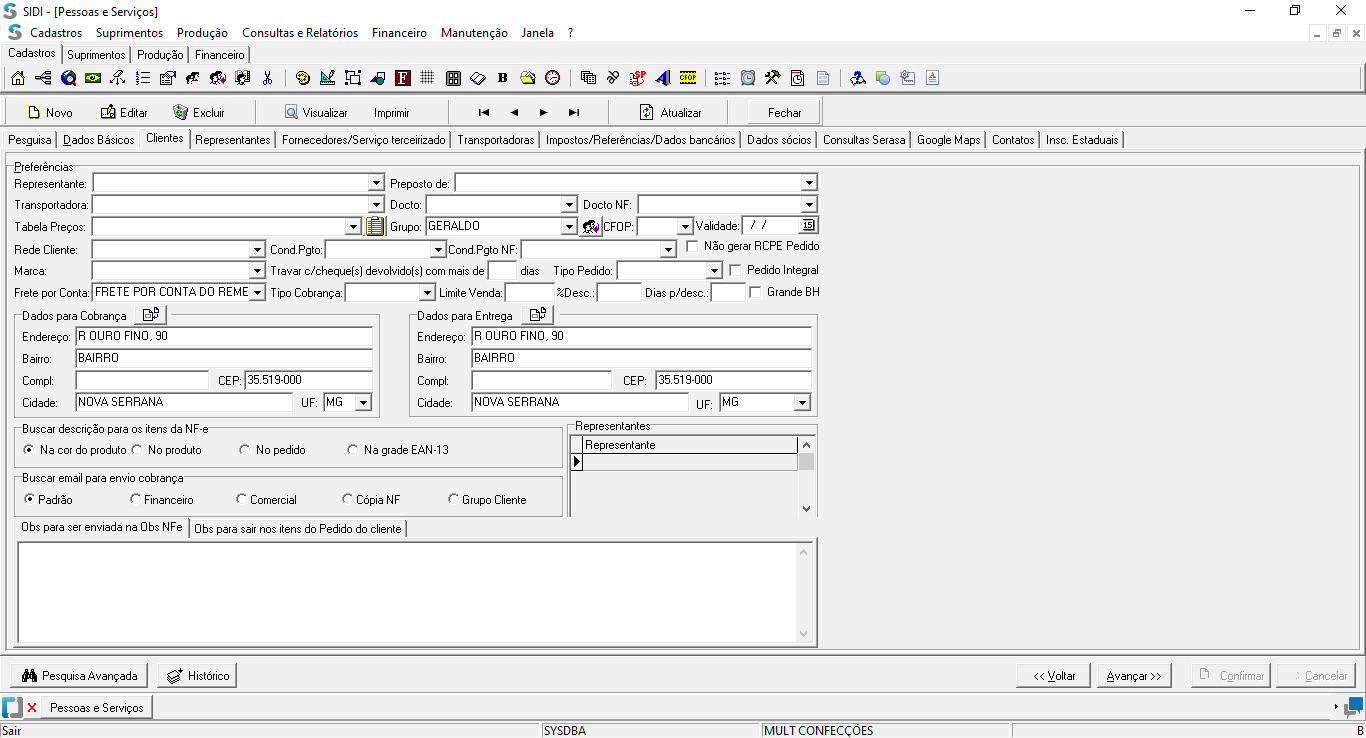 SIDI - [Pessoas e Serviços]
Cadastros Suprimentos Produção Consultas e Relatórios Financeiro Manutenção Janela ?
Cadastros Suprimentos Produção Financeiro
Novo Editar Excluir Visualizar Imprimir Atualizar Fechar
Pesquisa Dados Básicos Clientes Representantes Fornecedores/Serviço terceirizado Transportadoras Impostos/Referências/Dados bancários Dados sócios Consultas Serasa Google Maps Contatos Insc. Estaduais
Preferências
Representante: Preposto de:
Transportadora: Docto: Docto NF:
Tabela Preços: Grupo: GERALDO CFOP: Validade: / / 15
Rede Cliente: Cond.Pgto: Cond.Pgto NF: Não gerar RCPE Pedido
Marca: Travar c/cheque(s) devolvido(s) com mais de dias Tipo Pedido: Pedido Integral
Frete por Conta: FRETE POR CONTA DO REME Tipo Cobrança: Limite Venda: %Desc.: Dias p/desc.: Grande BH
Dados para Cobrança Dados para Entrega
Endereço: R OURO FINO, 90 Endereço: R OURO FINO, 90
Bairro: BAIRRO Bairro: BAIRRO
Compl: CEP: 35.519-000 Compl: CEP: 35.519-000
Cidade: NOVA SERRANA UF: MG Cidade: NOVA SERRANA UF: MG
Buscar descrição para os itens da NF-e Representantes
Na cor do produto No produto No pedido Na grade EAN-13 Representante
Buscar email para envio cobrança
Padrão Financeiro Comercial Cópia NF Grupo Cliente
Obs para ser enviada na Obs NFe Obs para sair nos itens do Pedido do cliente
Pesquisa Avançada Histórico << Voltar Avançar >> Confirmar Cancelar
Pessoas e Serviços
Sair SYSDBA MULT CONFECÇÕES B